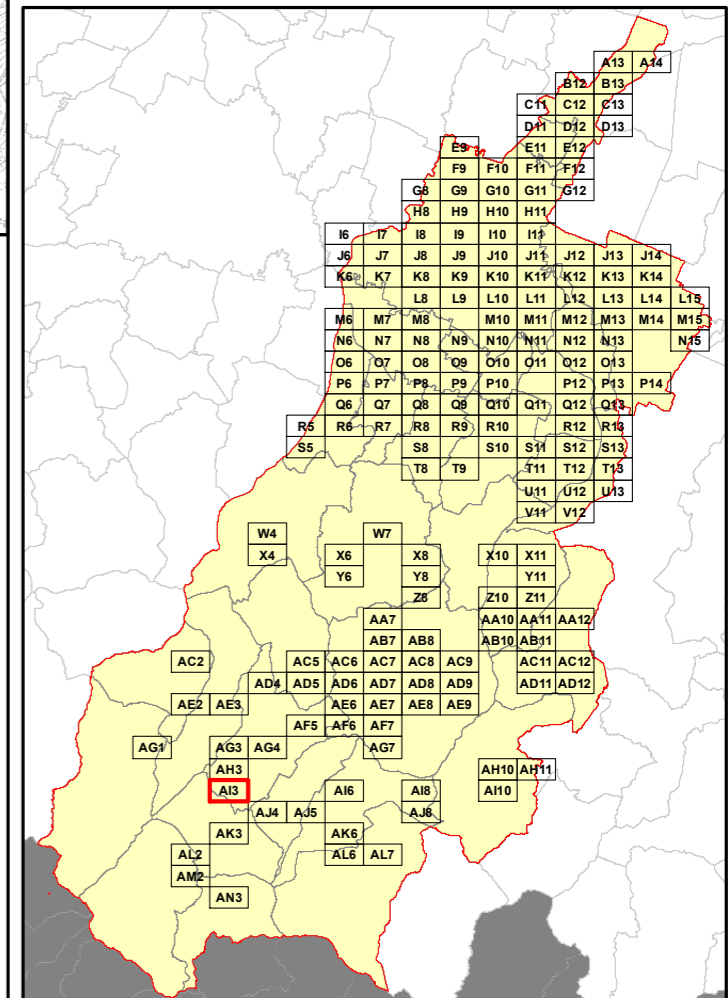 A13 A14
B12 B13
C11 C12 C13
D11 D12 D13
E9 E11 E12
F9 F10 F11 F12
G8 G9 G10 G11 G12
H8 H9 H10 H11
I6 I7 I8 I9 I10 I11
J6 J7 J8 J9 J10 J11 J12 J13 J14
K6 K7 K8 K9 K10 K11 K12 K13 K14
L8 L9 L10 L11 L12 L13 L14 L15
M6 M7 M8 M10 M11 M12 M13 M14 M15
N6 N7 N8 N9 N10 N11 N12 N13 N15
O6 O7 O8 O9 O10 O11 O12 O13
P6 P7 P8 P9 P10 P12 P13 P14
Q6 Q7 Q8 Q9 Q10 Q11 Q12 Q13
R5 R6 R7 R8 R9 R10 R12 R13
S5 S8 S10 S11 S12 S13
T8 T9 T11 T12 T13
U11 U12 U13
V11 V12
W4 W7
X4 X6 X8 X10 X11
Y6 Y8 Y11
Z8 Z10 Z11
AA7 AA10 AA11 AA12
AB7 AB8 AB10 AB11
AC2 AC5 AC6 AC7 AC8 AC9 AC11 AC12
AD4 AD5 AD6 AD7 AD8 AD9 AD11 AD12
AE2 AE3 AE6 AE7 AE8 AE9
AF5 AF6 AF7
AG1 AG3 AG4 AG7
AH3 AH10 AH11
AI3 AI6 AI8 AI10
AJ4 AJ5 AJ8
AK3 AK6
AL2 AL6 AL7
AM2
AN3